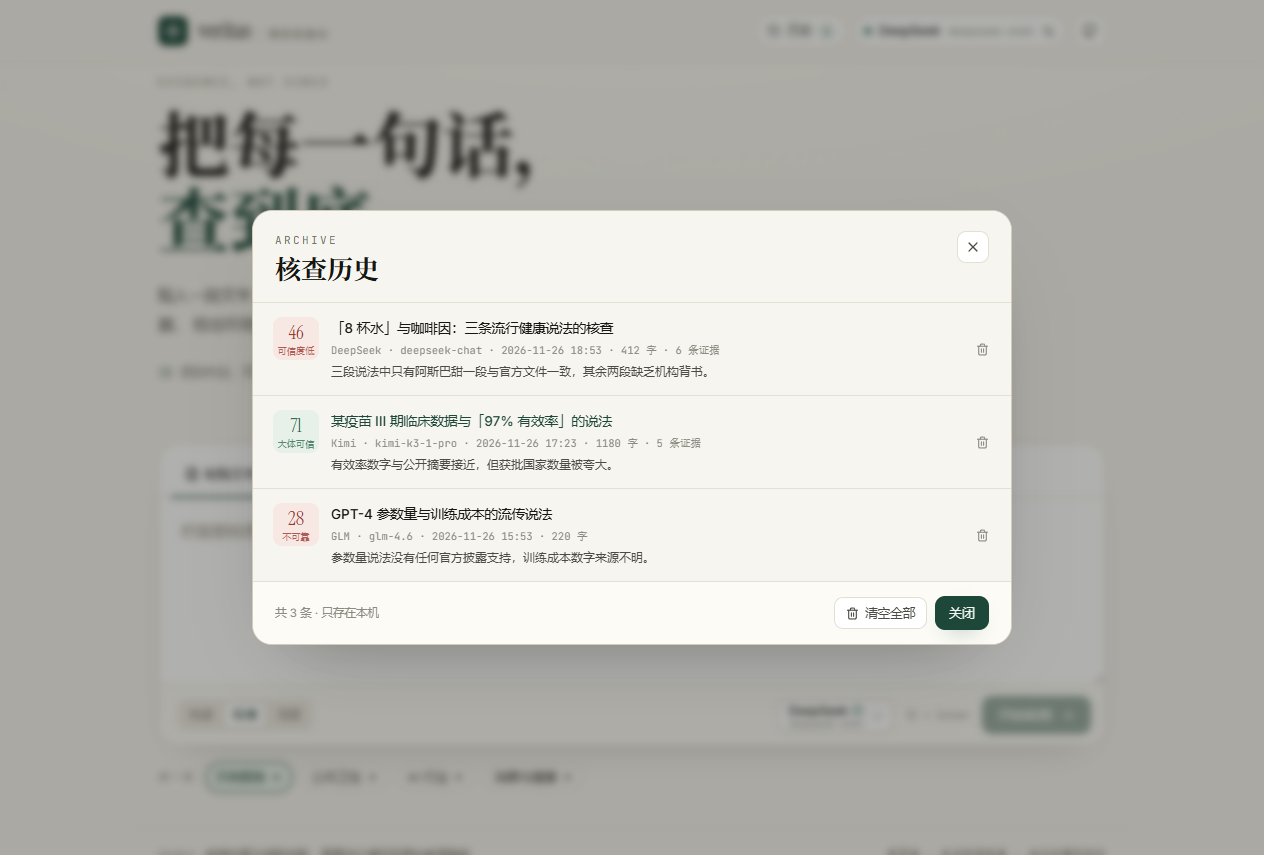 把每一句话，
查到底
DeepSeek
ARCHIVE
核查历史
46
可信度低
「8 杯水」与咖啡因：三条流行健康说法的核查
DeepSeek · deepseek-chat · 2026-11-26 18:53 · 412 字 · 6 条证据
三段说法中只有阿斯巴甜一段与官方文件一致，其余两段缺乏机构背书。
71
大体可信
某疫苗 III 期临床数据与「97% 有效率」的说法
Kimi · kimi-k3-1-pro · 2026-11-26 17:23 · 1180 字 · 5 条证据
有效率数字与公开摘要接近，但获批国家数量被夸大。
28
不可靠
GPT-4 参数量与训练成本的流传说法
GLM · glm-4.6 · 2026-11-26 15:53 · 220 字
参数量说法没有任何官方披露支持，训练成本数字来源不明。
共 3 条 · 只存在本机
清空全部
关闭
DeepSeek